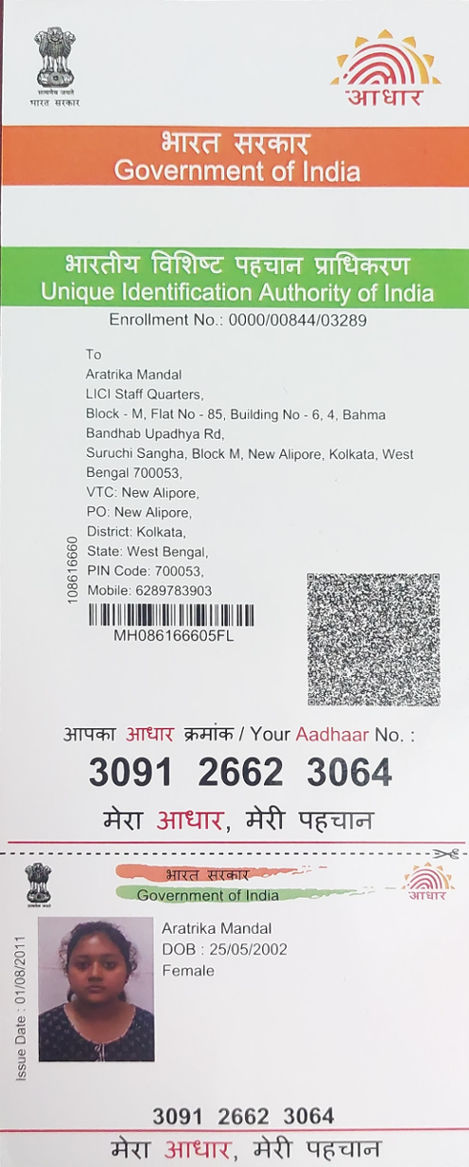 सत्यमेव जयते
भारत सरकार
आधार
भारत सरकार
Government of India
भारतीय विशिष्ट पहचान प्राधिकरण
Unique Identification Authority of India
Enrollment No.: 0000/00844/03289
To
Aratrika Mandal
LICI Staff Quarters,
Block - M, Flat No - 85, Building No - 6, 4, Bahma
Bandhab Upadhya Rd,
Suruchi Sangha, Block M, New Alipore, Kolkata, West
Bengal 700053,
VTC: New Alipore,
PO: New Alipore,
District: Kolkata,
State: West Bengal,
PIN Code: 700053,
Mobile: 6289783903
108616660
MH086166605FL
आपका आधार क्रमांक / Your Aadhaar No. :
3091 2662 3064
मेरा आधार, मेरी पहचान
भारत सरकार
Government of India
आधार
Issue Date : 01/08/2011
Aratrika Mandal
DOB : 25/05/2002
Female
3091 2662 3064
मेरा आधार, मेरी पहचान